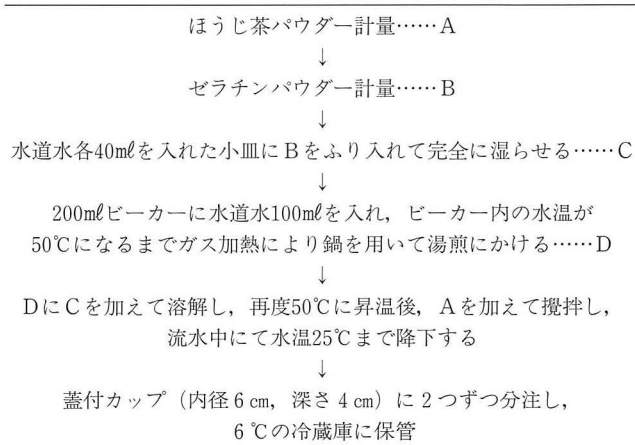 ほうじ茶パウダー計量……A
↓
ゼラチンパウダー計量……B
↓
水道水各40㎖を入れた小皿にBをふり入れて完全に湿らせる……C
↓
200㎖ビーカーに水道水100㎖を入れ，ビーカー内の水温が
50℃になるまでガス加熱により鍋を用いて湯煎にかける……D
↓
DにCを加えて溶解し，再度50℃に昇温後，Aを加えて攪拌し，
流水中にて水温25℃まで降下する
↓
蓋付カップ（内径6㎝，深さ4㎝）に2つずつ分注し，
6℃の冷蔵庫に保管